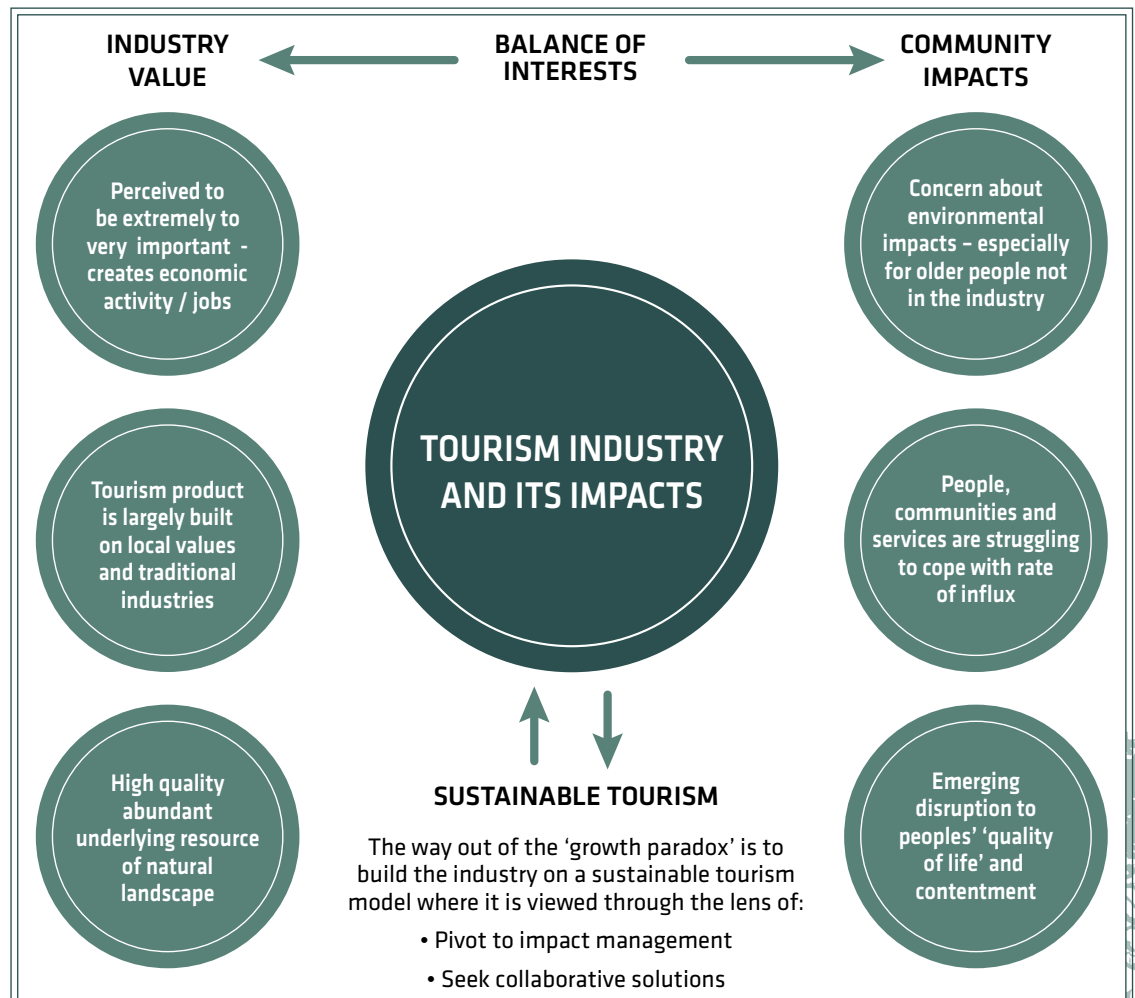 INDUSTRY
VALUE
BALANCE OF
INTERESTS
COMMUNITY
IMPACTS
Perceived to
be extremely to
very important -
creates economic
activity / jobs
Tourism product
is largely built
on local values
and traditional
industries
High quality
abundant
underlying resource
of natural
landscape
TOURISM INDUSTRY
AND ITS IMPACTS
SUSTAINABLE TOURISM
The way out of the ‘growth paradox’ is to
build the industry on a sustainable tourism
model where it is viewed through the lens of:
• Pivot to impact management
• Seek collaborative solutions
Concern about
environmental
impacts – especially
for older people not
in the industry
People,
communities and
services are struggling
to cope with rate
of influx
Emerging
disruption to
peoples’ ‘quality
of life’ and
contentment